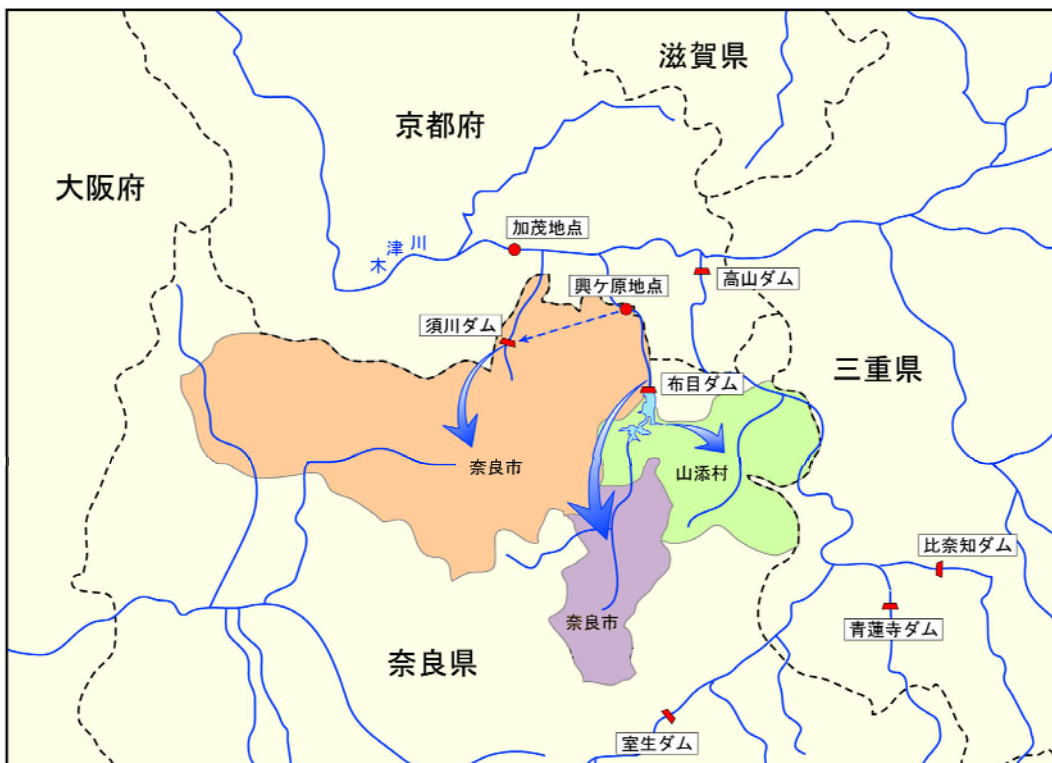 滋賀県
京都府
大阪府
加茂地点
木津川
興ケ原地点
高山ダム
須川ダム
三重県
布目ダム
奈良市
山添村
比奈知ダム
青蓮寺ダム
奈良市
奈良県
室生ダム